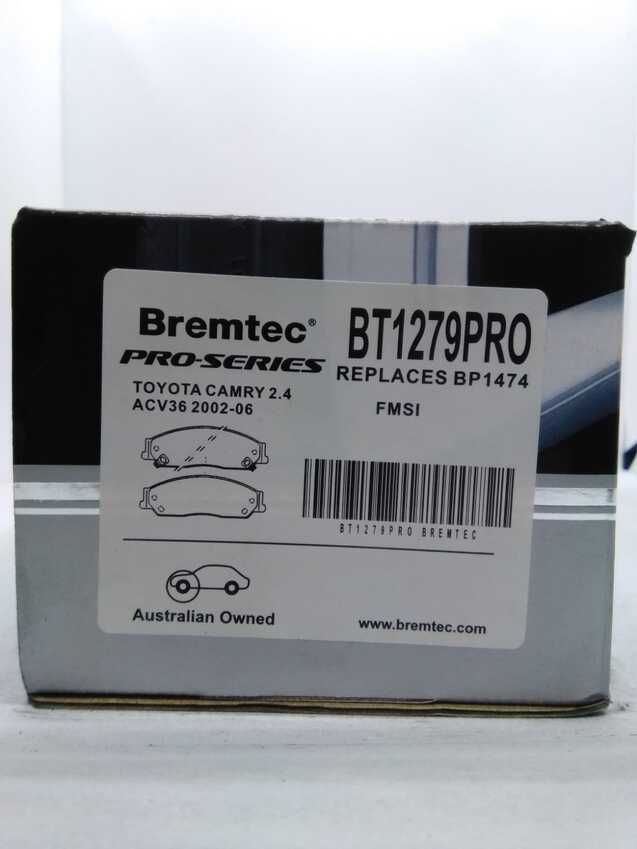 Bremtec®
PRO-SERIES
BT1279PRO
REPLACES BP1474
TOYOTA CAMRY 2.4
ACV36 2002-06
FMSI
BT1279PRO BREMTEC
Australian Owned
www.bremtec.com